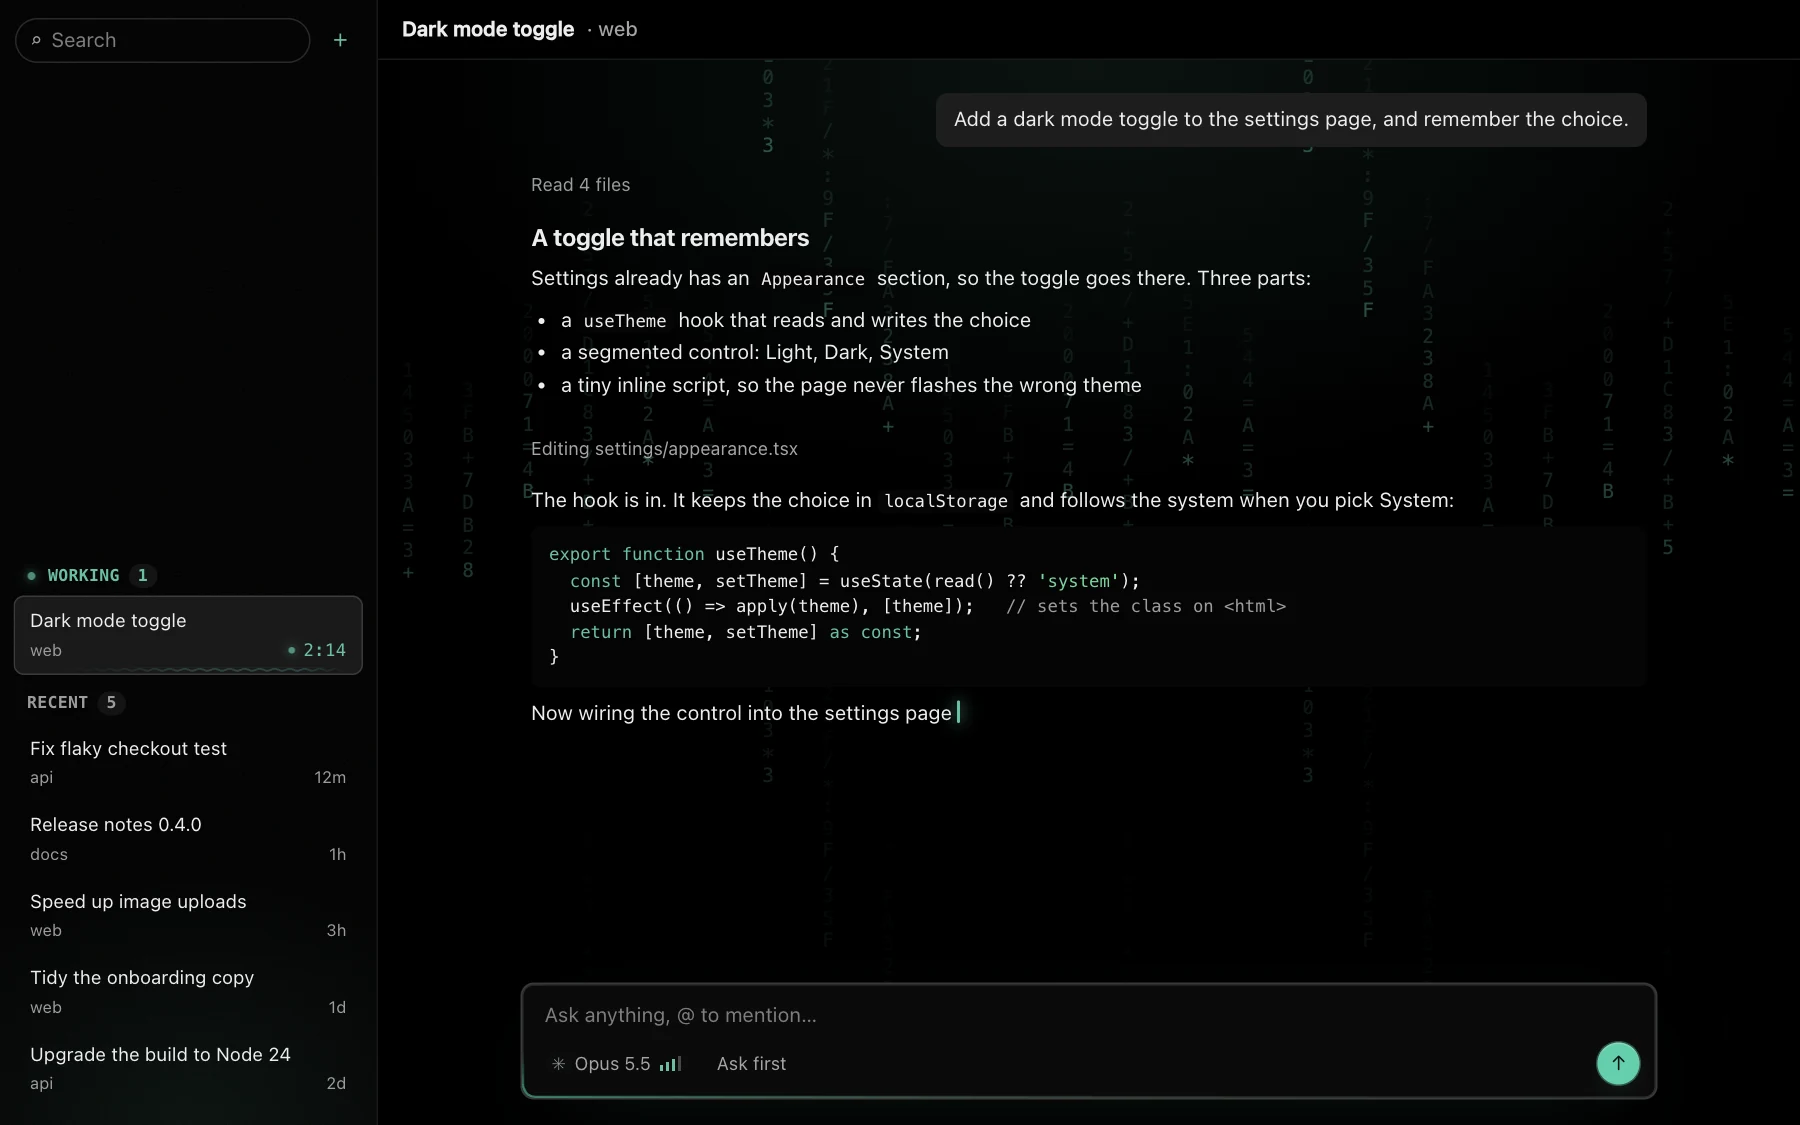 Search
+
Dark mode toggle · web
Add a dark mode toggle to the settings page, and remember the choice.
Read 4 files
A toggle that remembers
Settings already has an Appearance section, so the toggle goes there. Three parts:
• a useTheme hook that reads and writes the choice
• a segmented control: Light, Dark, System
• a tiny inline script, so the page never flashes the wrong theme
Editing settings/appearance.tsx
The hook is in. It keeps the choice in localStorage and follows the system when you pick System:
export function useTheme() {
const [theme, setTheme] = useState(read() ?? 'system');
useEffect(() => apply(theme), [theme]); // sets the class on <html>
return [theme, setTheme] as const;
}
Now wiring the control into the settings page
WORKING 1
Dark mode toggle
web 2:14
RECENT 5
Fix flaky checkout test
api 12m
Release notes 0.4.0
docs 1h
Speed up image uploads
web 3h
Tidy the onboarding copy
web 1d
Upgrade the build to Node 24
api 2d
Ask anything, @ to mention...
Opus 5.5 Ask first